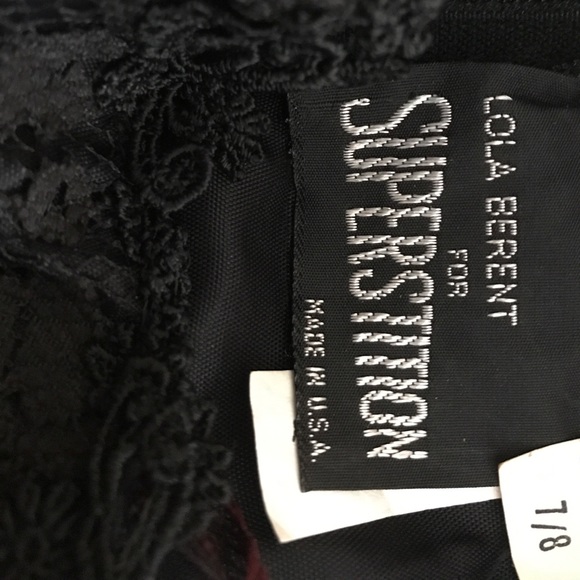 LOLA BERENT
FOR
SUPERSTITION
MADE IN U.S.A.
7/8